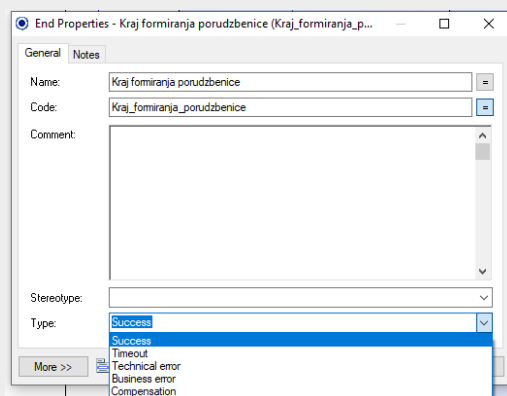 End Properties - Kraj formiranja porudzbenice (Kraj_formiranja_p...
General Notes
Name: Kraj formiranja porudzbenice =
Code: Kraj_formiranja_porudzbenice =
Comment:
Stereotype:
Type: Success
Success
Timeout
Technical error
Business error
Compensation
More >>